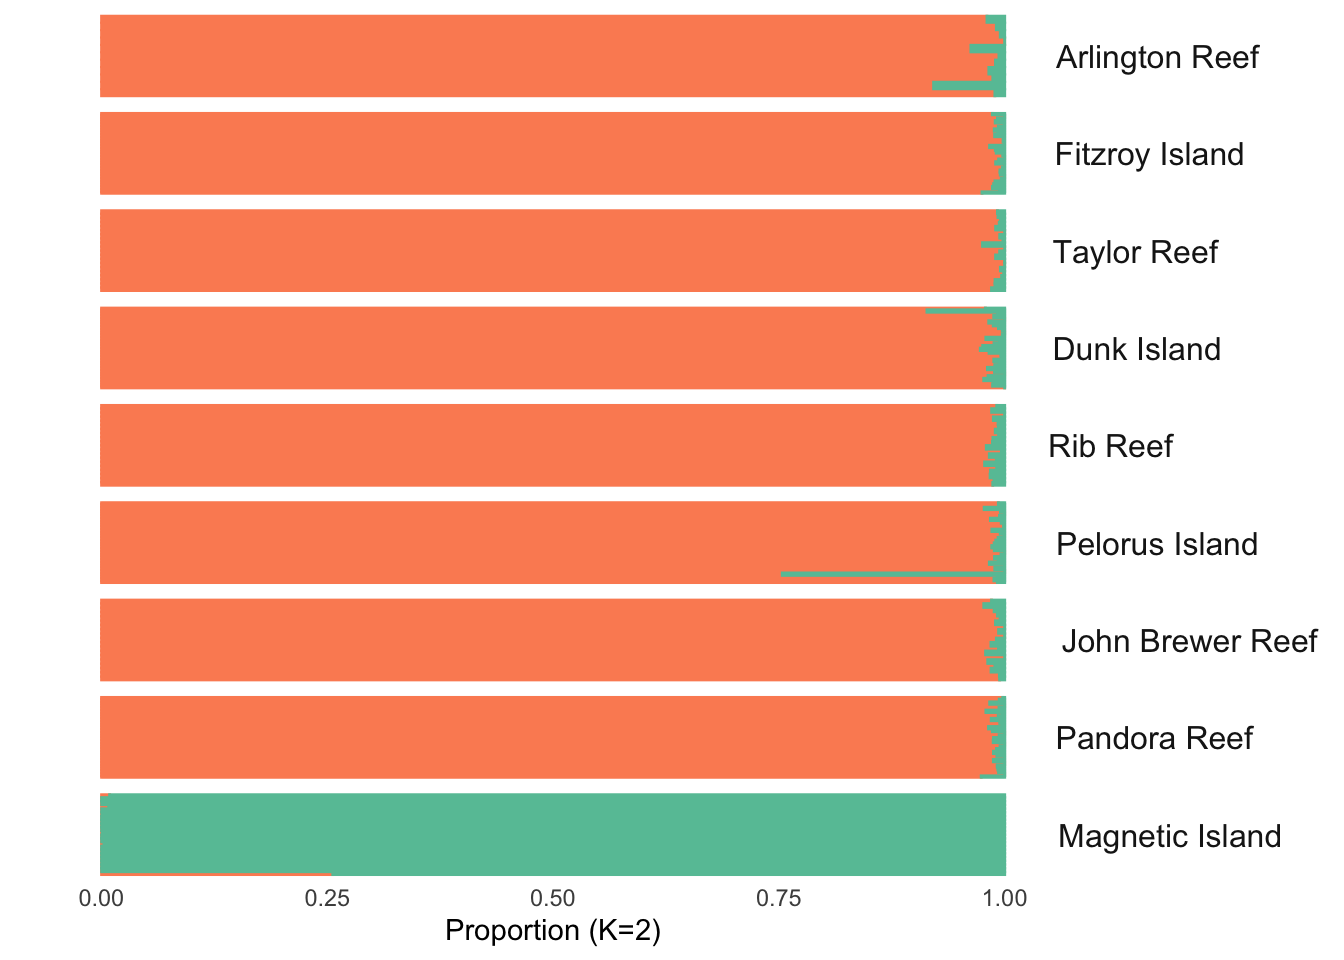 Arlington Reef
Fitzroy Island
Taylor Reef
Dunk Island
Rib Reef
Pelorus Island
John Brewer Reef
Pandora Reef
Magnetic Island
0.00 0.25 0.50 0.75 1.00
Proportion (K=2)